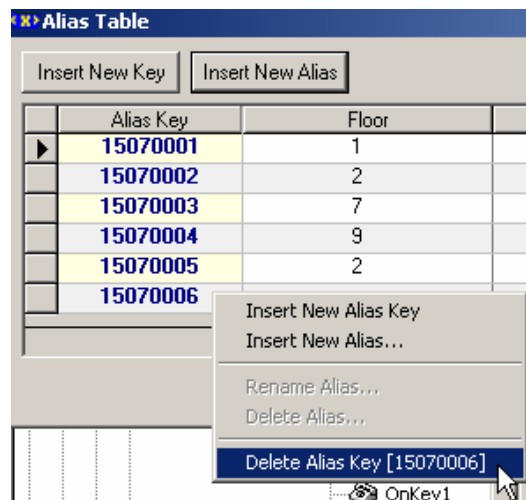 Alias Table
Insert New Key Insert New Alias
Alias Key Floor
15070001 1
15070002 2
15070003 7
15070004 9
15070005 2
15070006
Insert New Alias Key
Insert New Alias...
Rename Alias...
Delete Alias...
Delete Alias Key [15070006]
OnKey1